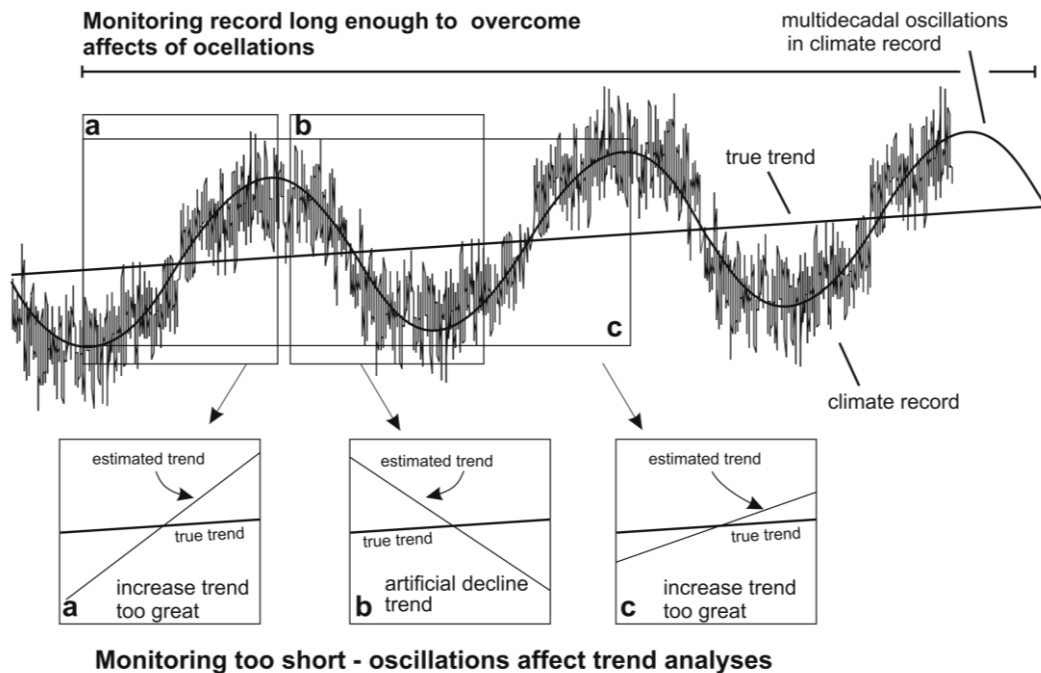 Monitoring record long enough to overcome
affects of ocellations
multidecadal oscillations
in climate record
a
b
true trend
c
climate record
estimated trend
true trend
increase trend
too great
a
estimated trend
true trend
artificial decline
trend
b
estimated trend
true trend
increase trend
too great
c
Monitoring too short - oscillations affect trend analyses